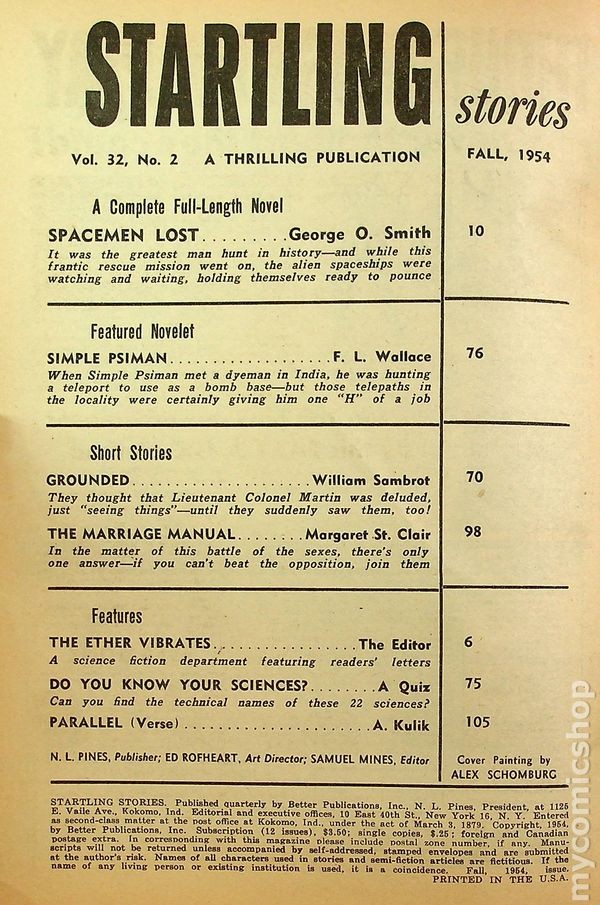 STARTLING stories
Vol. 32, No. 2 A THRILLING PUBLICATION FALL, 1954
A Complete Full-Length Novel
SPACEMEN LOST.........George O. Smith 10
It was the greatest man hunt in history—and while this
frantic rescue mission went on, the alien spaceships were
watching and waiting, holding themselves ready to pounce
Featured Novelet
SIMPLE PSIMAN..................F. L. Wallace 76
When Simple Psiman met a dyeman in India, he was hunting
a teleport to use as a bomb base—but those telepaths in
the locality were certainly giving him one "H" of a job
Short Stories
GROUNDED....................William Sambrot 70
They thought that Lieutenant Colonel Martin was deluded,
just "seeing things"—until they suddenly saw them, too!
THE MARRIAGE MANUAL........Margaret St. Clair 98
In the matter of this battle of the sexes, there's only
one answer—if you can't beat the opposition, join them
Features
THE ETHER VIBRATES..................The Editor 6
A science fiction department featuring readers' letters
DO YOU KNOW YOUR SCIENCES?........A Quiz 75
Can you find the technical names of these 22 sciences?
PARALLEL (Verse)......................A. Kulik 105
N. L. PINES, Publisher; ED ROFHEART, Art Director; SAMUEL MINES, Editor
Cover Painting by
ALEX SCHOMBURG
STARTLING STORIES. Published quarterly by Better Publications, Inc., N. L. Pines, President, at 1125
E. Vaile Ave., Kokomo, Ind. Editorial and executive offices, 10 East 40th St., New York 16, N. Y. Entered
as second-class matter at the post office at Kokomo, Ind., under the act of March 3, 1879. Copyright, 1954,
by Better Publications, Inc. Subscription (12 issues), $3.50; single copies, $.25; foreign and Canadian
postage extra. In corresponding with this magazine please include postal zone number, if any. Manu-
scripts will not be returned unless accompanied by self-addressed, stamped envelopes and are submitted
at the author's risk. Names of all characters used in stories and semi-fiction articles are fictitious. If the
name of any living person or existing institution is used, it is a coincidence. Fall, 1954, issue.
PRINTED IN THE U.S.A.
mycomicshop